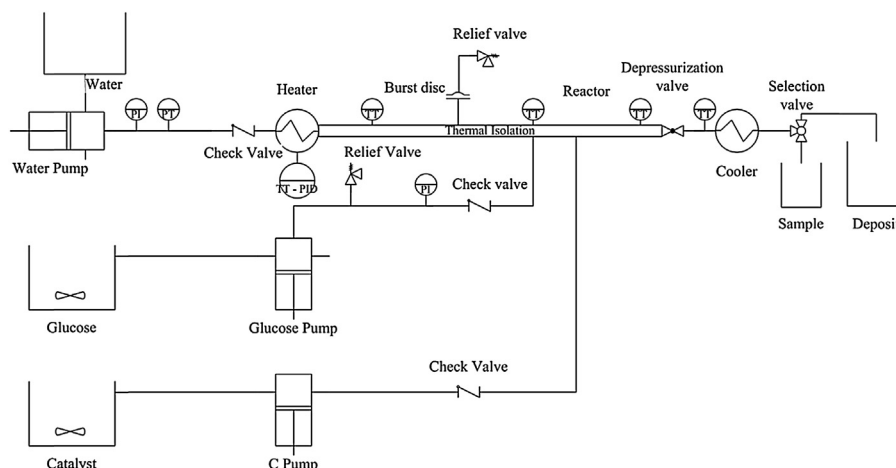 Relief valve
Water
Heater
Burst disc
Reactor
Depressurization
valve
Selection
valve
PI
PT
TT
TT
TT
TT
Thermal Isolation
Water Pump
Check Valve
Relief Valve
Cooler
TT - PID
PI
Check valve
Sample
Deposi
Glucose
Glucose Pump
Check Valve
Catalyst
C Pump